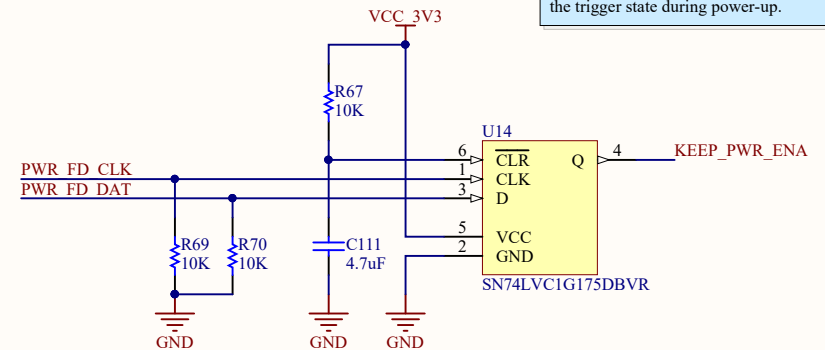 the trigger state during power-up.
VCC_3V3
R67
10K
U14
6
CLR
Q
4
KEEP_PWR_ENA
PWR_FD_CLK
1
CLK
PWR_FD_DAT
3
D
R69
10K
R70
10K
C111
4.7uF
5
VCC
2
GND
SN74LVC1G175DBVR
GND
GND
GND